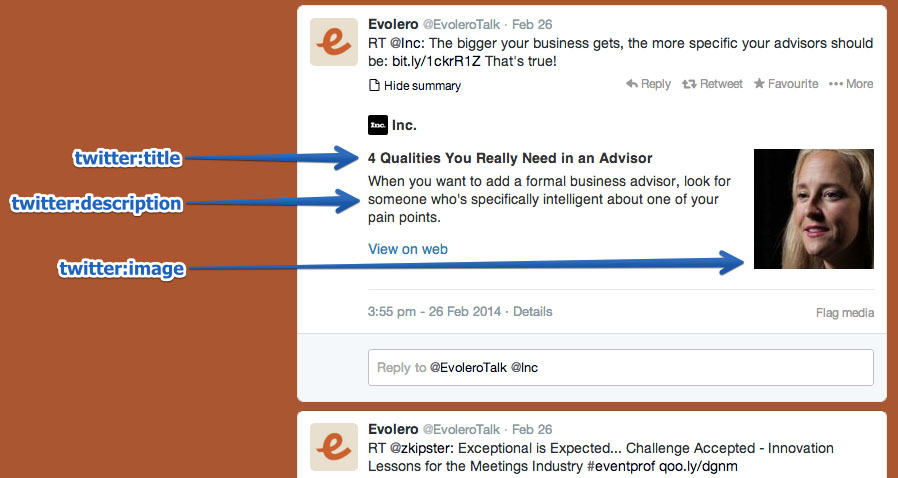 Evolero @EvoleroTalk · Feb 26
RT @Inc: The bigger your business gets, the more specific your advisors should
be: bit.ly/1ckrR1Z That's true!
Hide summary
Reply Retweet Favourite More
Inc. Inc.
twitter:title
4 Qualities You Really Need in an Advisor
twitter:description
When you want to add a formal business advisor, look for
someone who's specifically intelligent about one of your
pain points.
View on web
twitter:image
3:55 pm - 26 Feb 2014 · Details
Flag media
Reply to @EvoleroTalk @Inc
Evolero @EvoleroTalk · Feb 26
RT @zkipster: Exceptional is Expected... Challenge Accepted - Innovation
Lessons for the Meetings Industry #eventprof qoo.ly/dgnm